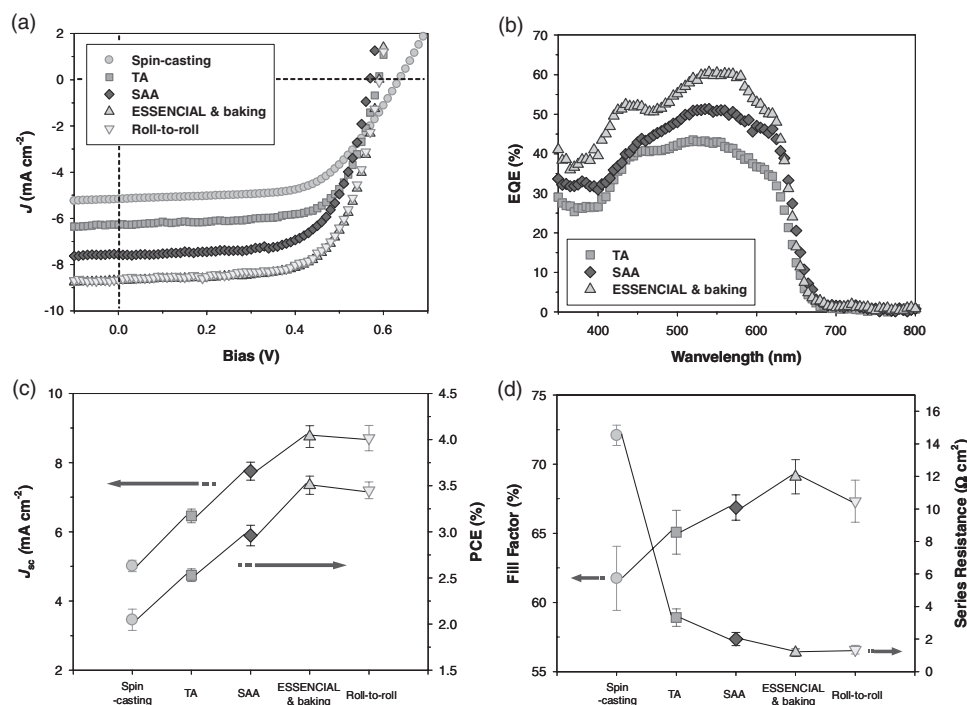 (a)
2
0
-2
-4
-6
-8
-10
J (mA cm⁻²)
Spin-casting
TA
SAA
ESSENCIAL & baking
Roll-to-roll
0.0 0.2 0.4 0.6
Bias (V)
(b)
70
60
50
40
30
20
10
0
EQE (%)
TA
SAA
ESSENCIAL & baking
400 500 600 700 800
Wavelength (nm)
(c)
10
8
6
4
2
Jsc (mA cm⁻²)
4.5
4.0
3.5
3.0
2.5
2.0
1.5
PCE (%)
Spin
-casting
TA
SAA
ESSENCIAL
& baking
Roll-to-roll
(d)
75
70
65
60
55
Fill Factor (%)
16
14
12
10
8
6
4
2
0
Series Resistance (Ω cm²)
Spin
-casting
TA
SAA
ESSENCIAL
& baking
Roll-to-roll